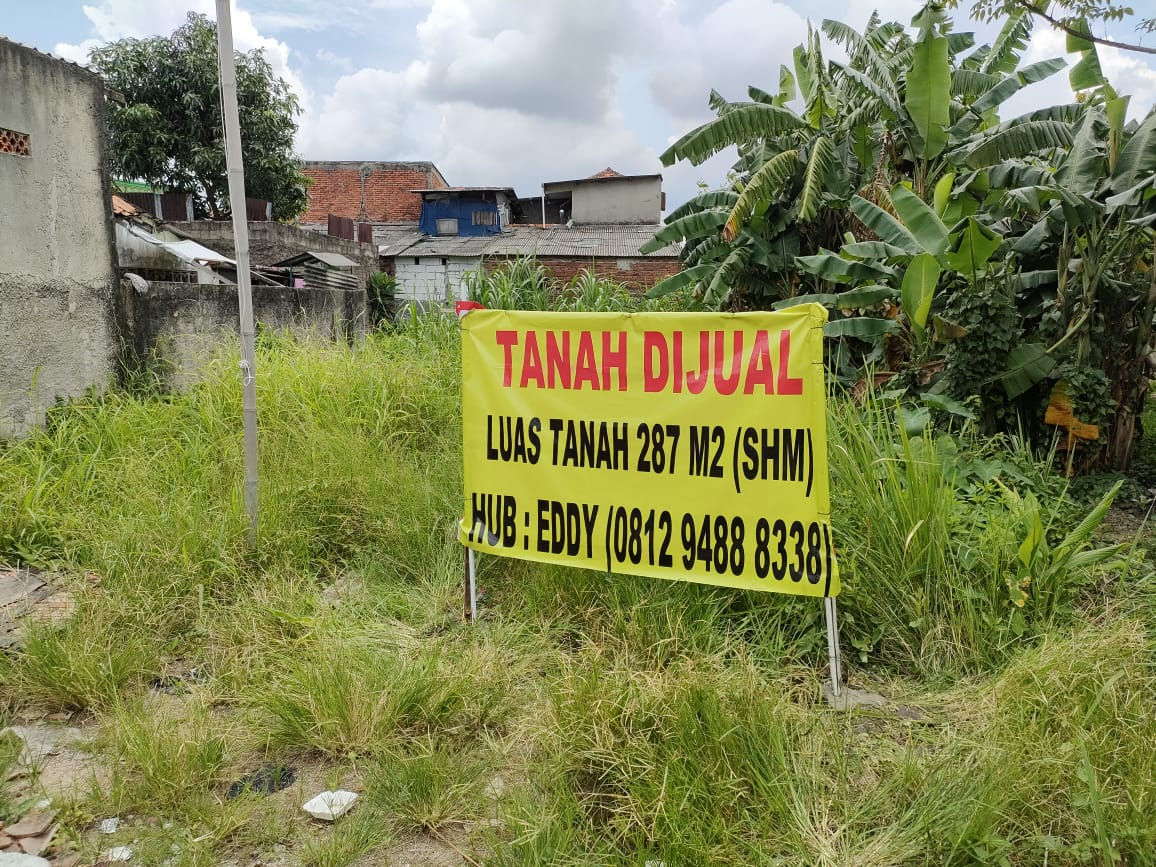 TANAH DIJUAL
LUAS TANAH 287 M2 (SHM)
HUB : EDDY (0812 9488 8338)